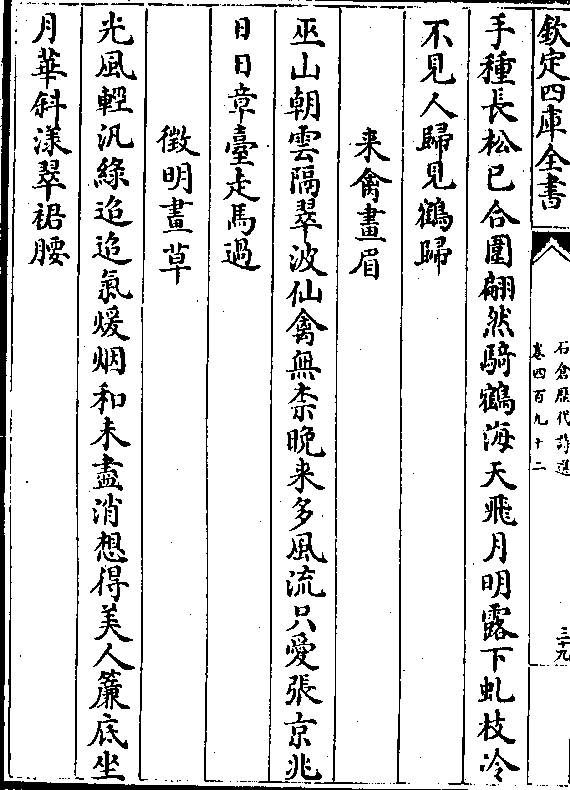 欽定四庫全書
石倉歷代詩選
卷四百九十二
三十九
手種長松已合圍翩然騎鶴海天飛月明露下虬枝冷
不見人歸見鶴歸
来禽畫眉
巫山朝雲隔翠波仙禽無柰晚来多風流只愛張京兆
日日章臺走馬過
徵明畫草
光風輕汎綠迢迢氣煖烟和未盡消想得美人簾底坐
月華斜漾翠裙腰